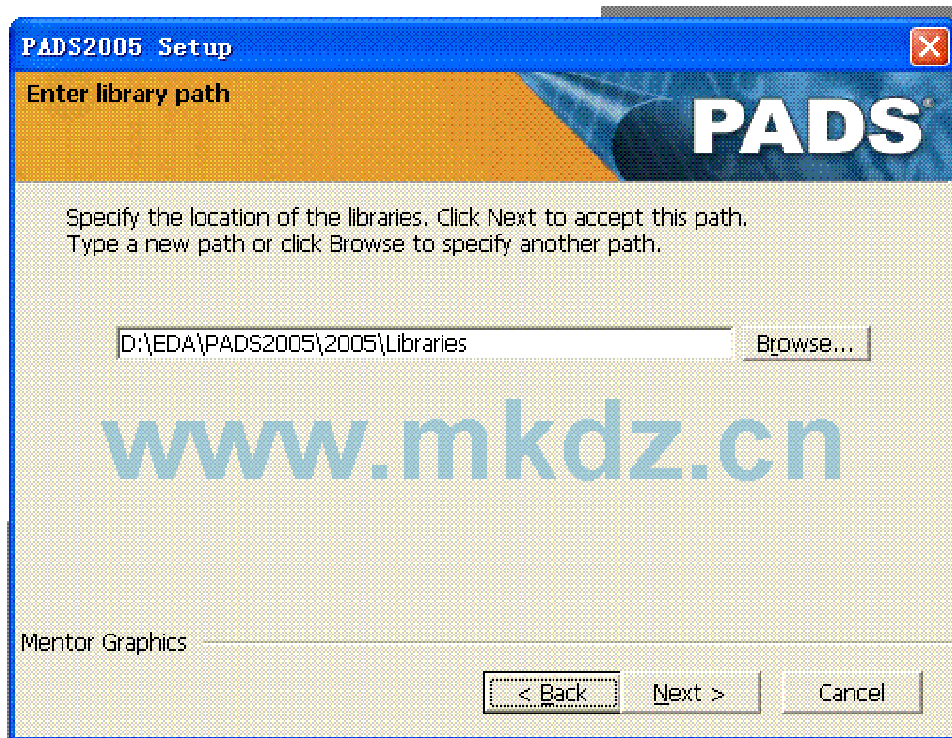 PADS2005 Setup
Enter library path
PADS®
Specify the location of the libraries. Click Next to accept this path.
Type a new path or click Browse to specify another path.
D:\EDA\PADS2005\2005\Libraries
Browse...
www.mkdz.cn
Mentor Graphics
< Back
Next >
Cancel